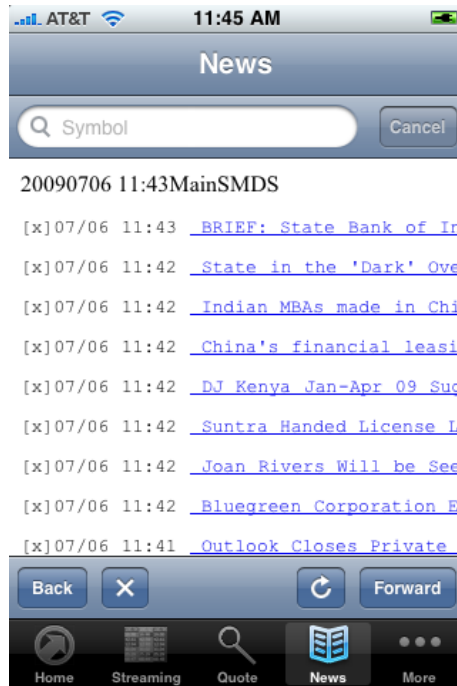 AT&T 11:45 AM
News
Symbol Cancel
20090706 11:43MainSMDS
[x]07/06 11:43 BRIEF: State Bank of In
[x]07/06 11:42 State in the 'Dark' Ove
[x]07/06 11:42 Indian MBAs made in Chi
[x]07/06 11:42 China's financial leasi
[x]07/06 11:42 DJ Kenya Jan-Apr 09 Sug
[x]07/06 11:42 Suntra Handed License L
[x]07/06 11:42 Joan Rivers Will be See
[x]07/06 11:42 Bluegreen Corporation E
[x]07/06 11:41 Outlook Closes Private
Back Forward
Home Streaming Quote News More